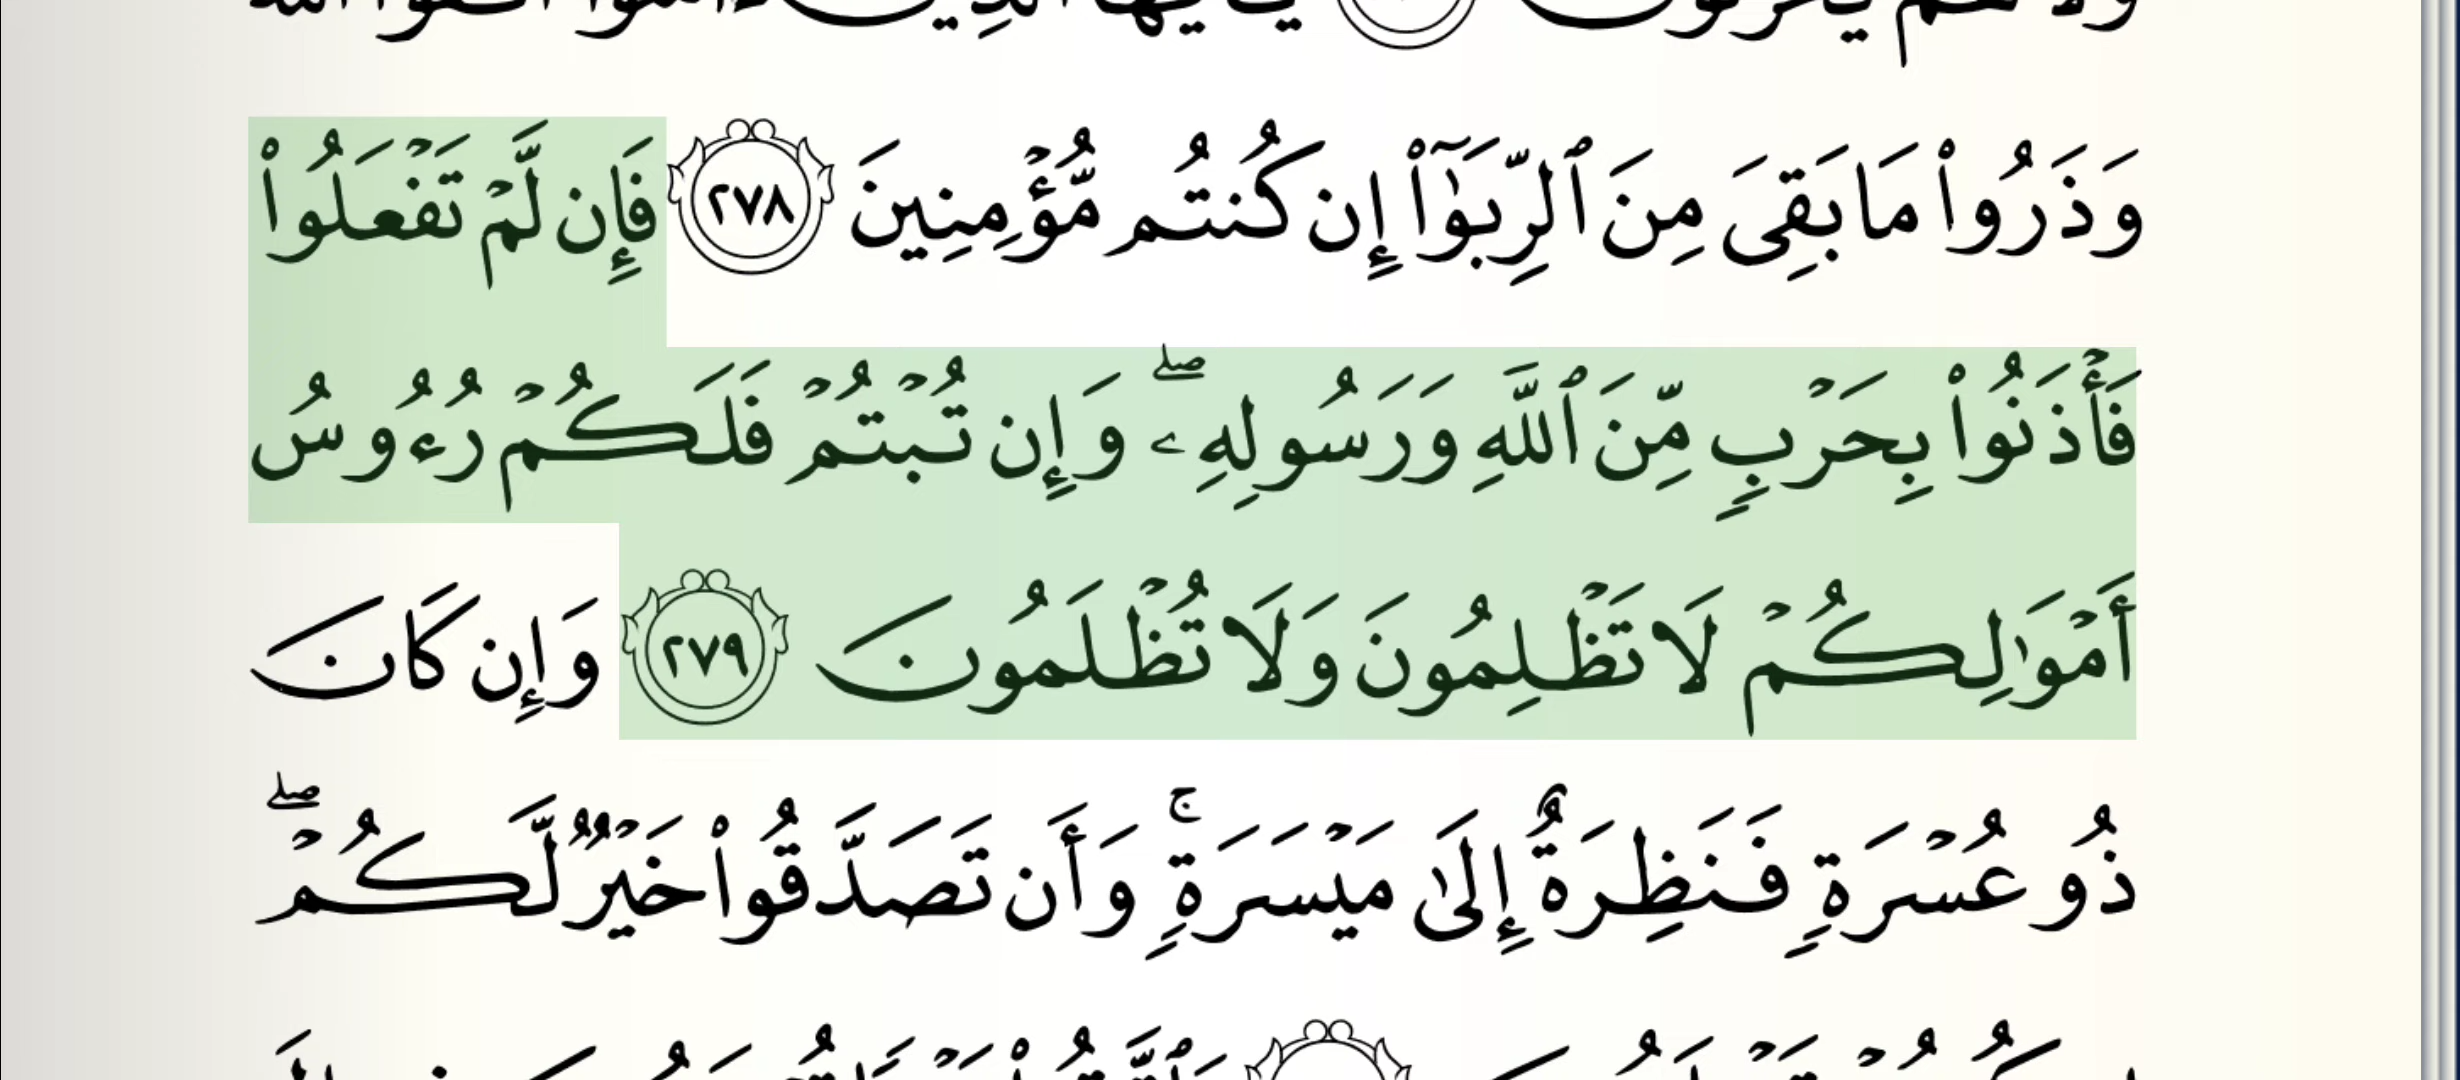 وَذَرُوا۟ مَا بَقِىَ مِنَ ٱلرِّبَوٰٓا۟ إِن كُنتُم مُّؤْمِنِينَ ٢٧٨ فَإِن لَّمْ تَفْعَلُوا۟
فَأْذَنُوا۟ بِحَرْبٍ مِّنَ ٱللَّهِ وَرَسُولِهِۦ ۖ وَإِن تُبْتُمْ فَلَكُمْ رُءُوسُ
أَمْوَٰلِكُمْ لَا تَظْلِمُونَ وَلَا تُظْلَمُونَ ٢٧٩ وَإِن كَانَ
ذُو عُسْرَةٍ فَنَظِرَةٌ إِلَىٰ مَيْسَرَةٍ ۚ وَأَن تَصَدَّقُوا۟ خَيْرٌ لَّكُمْ ۖ